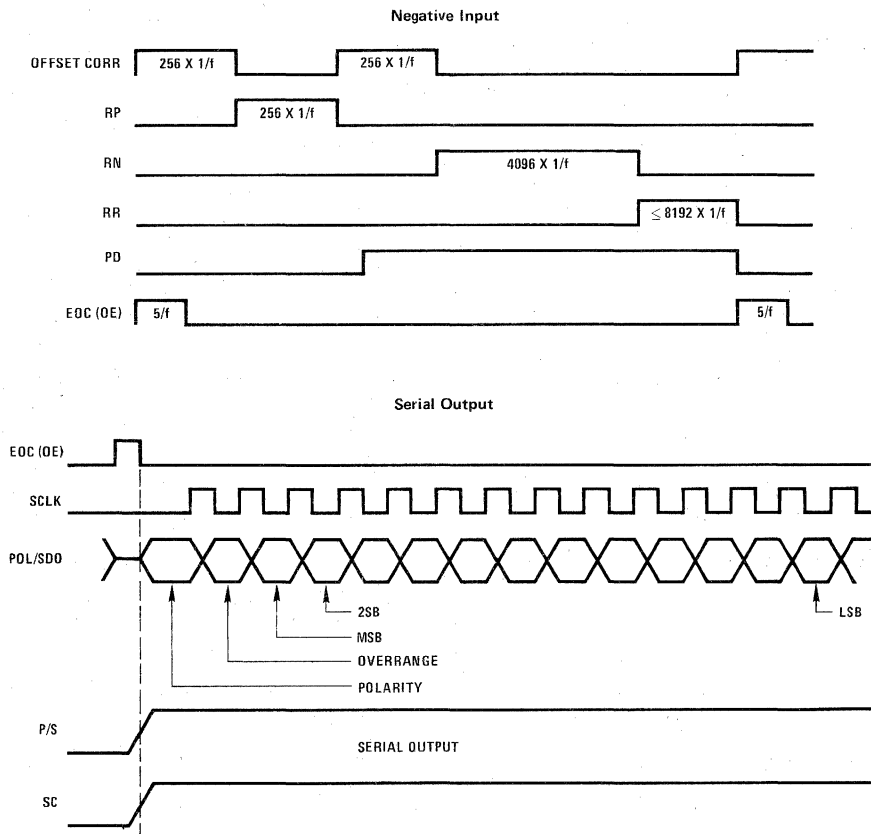 Negative Input
OFFSET CORR
256 X 1/f
256 X 1/f
RP
256 X 1/f
RN
4096 X 1/f
RR
≤ 8192 X 1/f
PD
EOC (OE)
5/f
5/f
Serial Output
EOC (OE)
SCLK
POL/SDO
2SB
LSB
MSB
OVERRANGE
POLARITY
P/S
SERIAL OUTPUT
SC